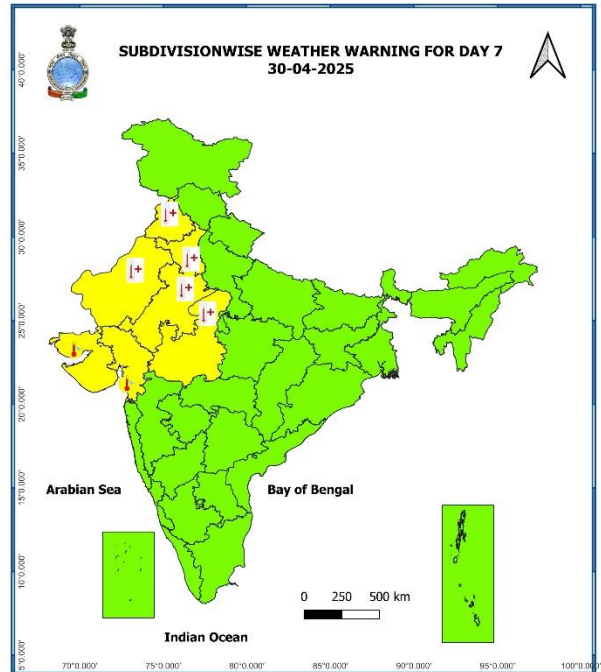 SUBDIVISIONWISE WEATHER WARNING FOR DAY 7
30-04-2025
40°0.000'
35°0.000'
30°0.000'
25°0.000'
20°0.000'
15°0.000'
10°0.000'
5°0.000'
Arabian Sea
Bay of Bengal
0 250 500 km
Indian Ocean
70°0.000' 75°0.000' 80°0.000' 85°0.000' 90°0.000' 95°0.000' 100°0.000'